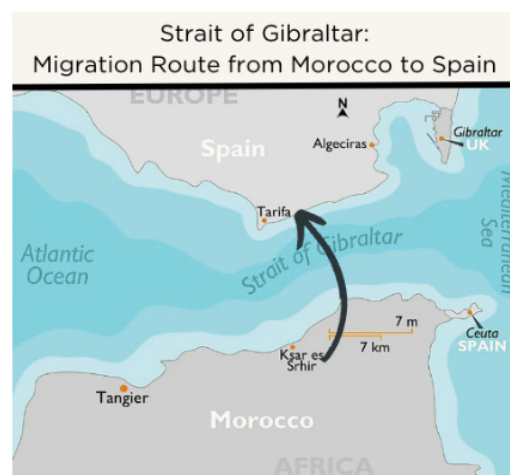 Strait of Gibraltar:
Migration Route from Morocco to Spain
EUROPE
N
Spain
Algeciras
Gibraltar
UK
Tarifa
Mediterranean
Sea
Atlantic
Ocean
Strait of Gibraltar
7 m
7 km
Ceuta
SPAIN
Ksar es
Srhir
Tangier
Morocco
AFRICA